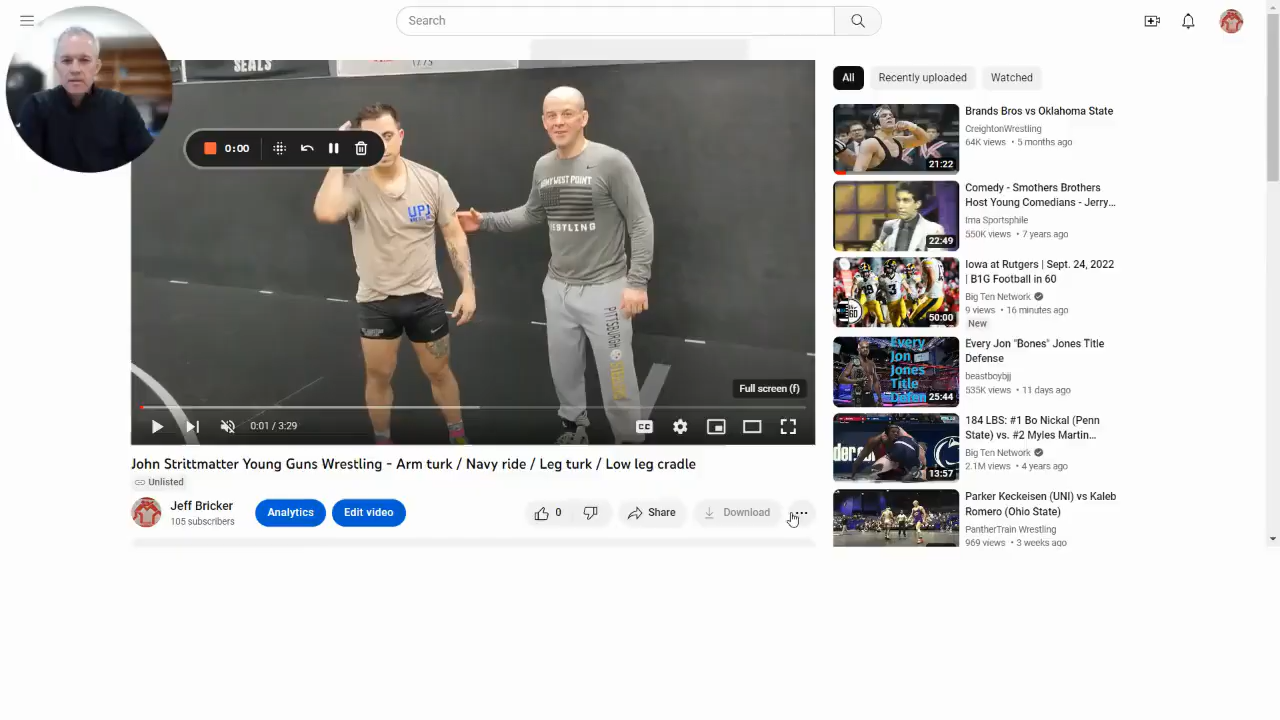 Search
SEALS
0:00
UPJ
ARMY WEST POINT
WRESTLING
PITTSBURGH
Full screen (f)
CC
0:01 / 3:29
John Strittmatter Young Guns Wrestling - Arm turk / Navy ride / Leg turk / Low leg cradle
Unlisted
Jeff Bricker
105 subscribers
Analytics
Edit video
0
Share
Download
All
Recently uploaded
Watched
21:22
Brands Bros vs Oklahoma State
CreightonWrestling
64K views • 5 months ago
22:49
Comedy - Smothers Brothers
Host Young Comedians - Jerry...
Ima Sportsphile
550K views • 7 years ago
50:00
Iowa at Rutgers | Sept. 24, 2022
| B1G Football in 60
Big Ten Network
9 views • 16 minutes ago
New
Every
Jon
Jones
Title
25:44
Every Jon "Bones" Jones Title
Defense
beastboybjj
535K views • 11 days ago
13:57
184 LBS: #1 Bo Nickal (Penn
State) vs. #2 Myles Martin...
Big Ten Network
2.1M views • 4 years ago
Parker Keckeisen (UNI) vs Kaleb
Romero (Ohio State)
PantherTrain Wrestling
969 views • 3 weeks ago